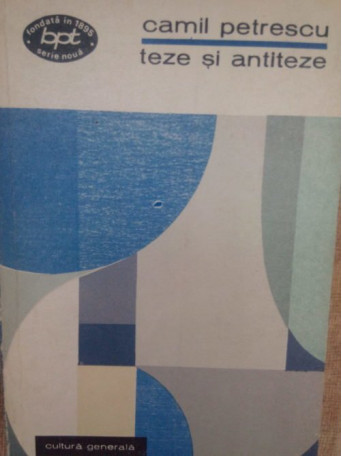 fondată în 1895
bpt
serie nouă
camil petrescu
teze și antiteze
cultură generală